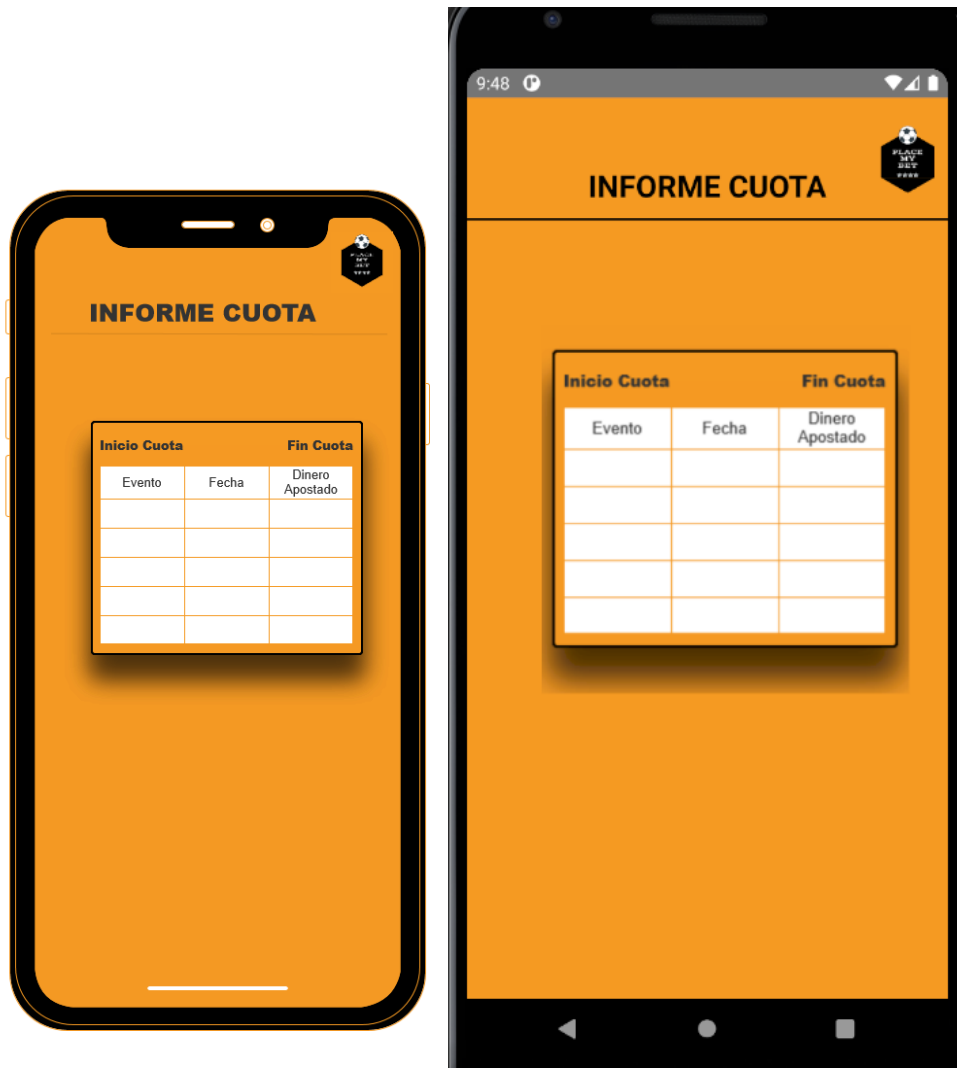 PLACE
MY
BET
INFORME CUOTA
Inicio Cuota Fin Cuota
Evento Fecha Dinero
Apostado
9:48
PLACE
MY
BET
INFORME CUOTA
Inicio Cuota Fin Cuota
Evento Fecha Dinero
Apostado